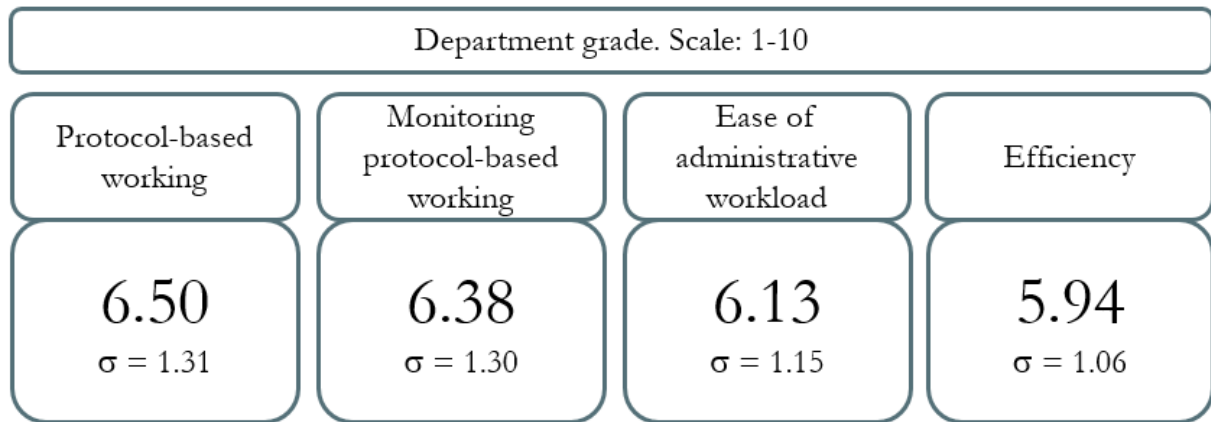 Department grade. Scale: 1-10
Protocol-based
working
Monitoring
protocol-based
working
Ease of
administrative
workload
Efficiency
6.50
σ = 1.31
6.38
σ = 1.30
6.13
σ = 1.15
5.94
σ = 1.06